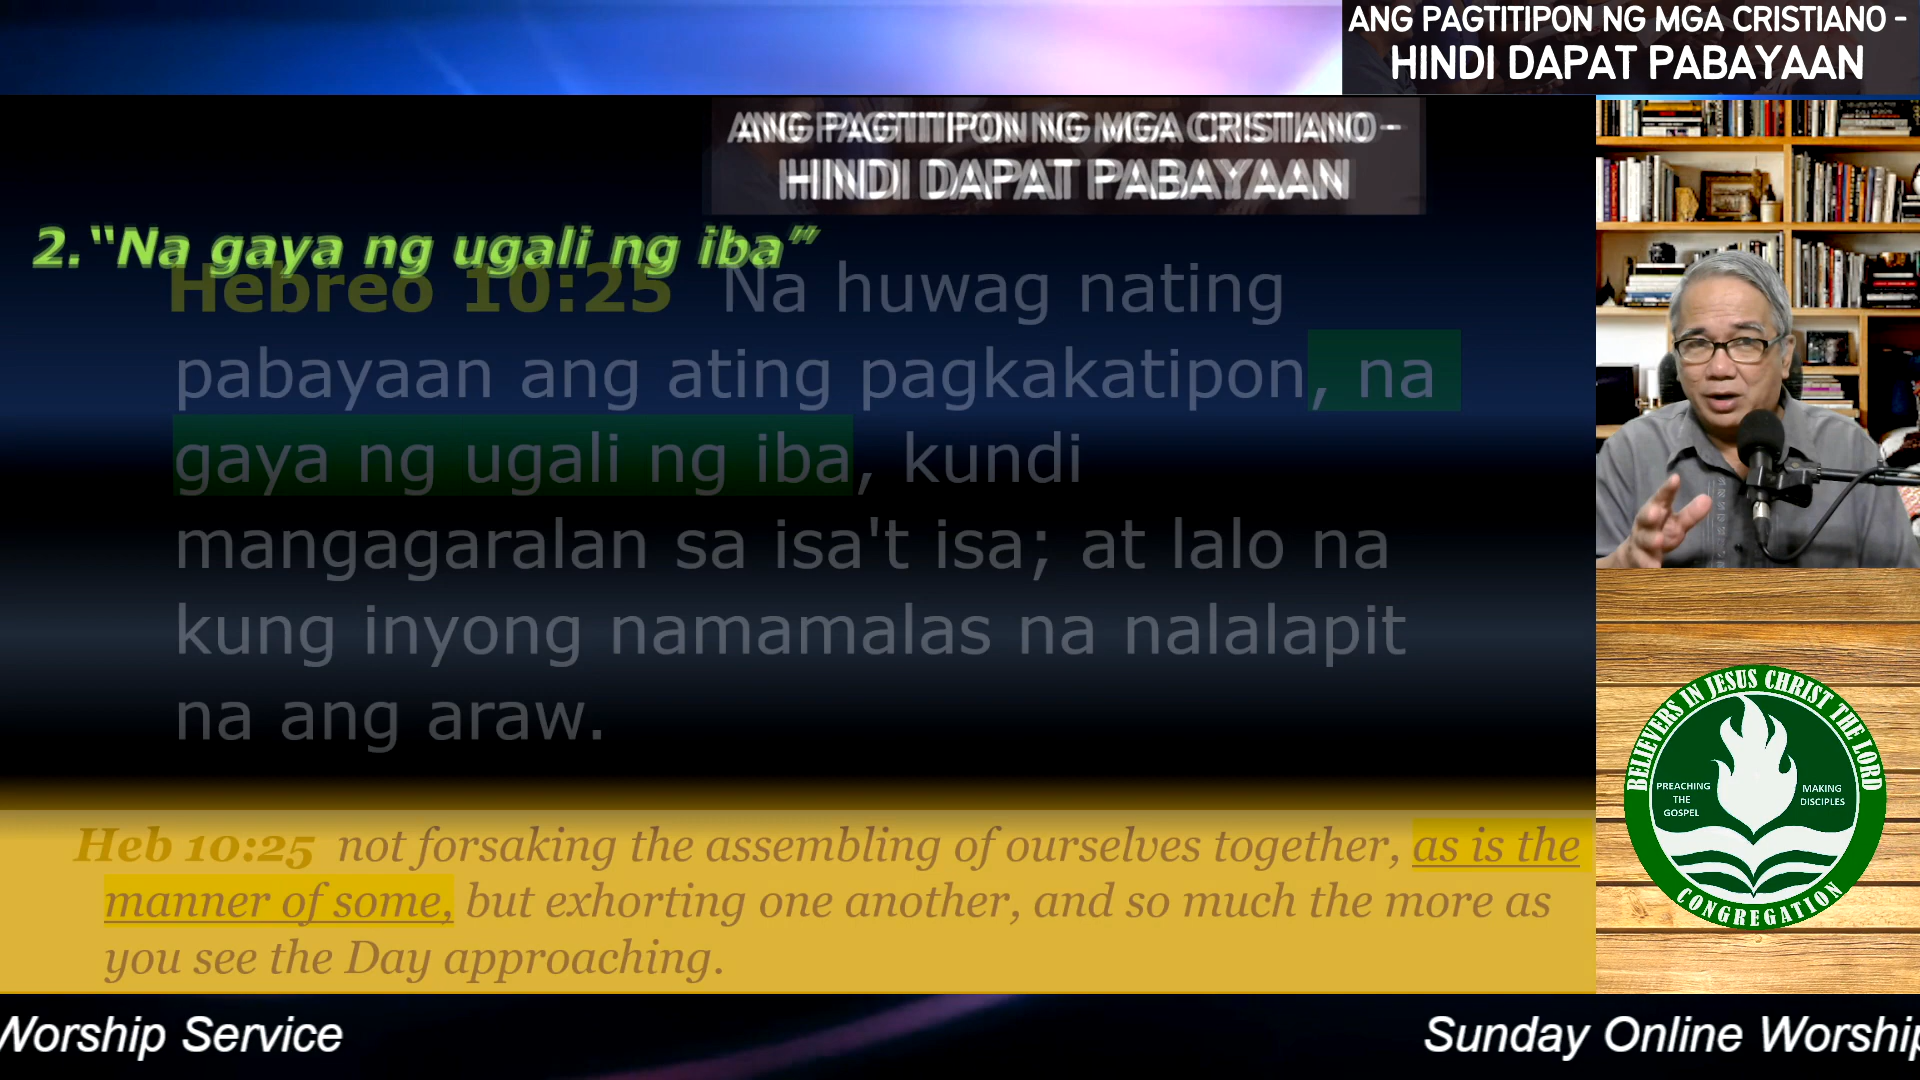 ANG PAGTITIPON NG MGA CRISTIANO -
HINDI DAPAT PABAYAAN
ANG PAGTITIPON NG MGA CRISTIANO -
HINDI DAPAT PABAYAAN
2. “Na gaya ng ugali ng iba”
Hebreo 10:25 Na huwag nating
pabayaan ang ating pagkakatipon, na
gaya ng ugali ng iba, kundi
mangagaralan sa isa't isa; at lalo na
kung inyong namamalas na nalalapit
na ang araw.
Heb 10:25 not forsaking the assembling of ourselves together, as is the
manner of some, but exhorting one another, and so much the more as
you see the Day approaching.
BELIEVERS IN JESUS CHRIST THE LORD
PREACHING
THE
GOSPEL
MAKING
DISCIPLES
CONGREGATION
Worship Service
Sunday Online Worship